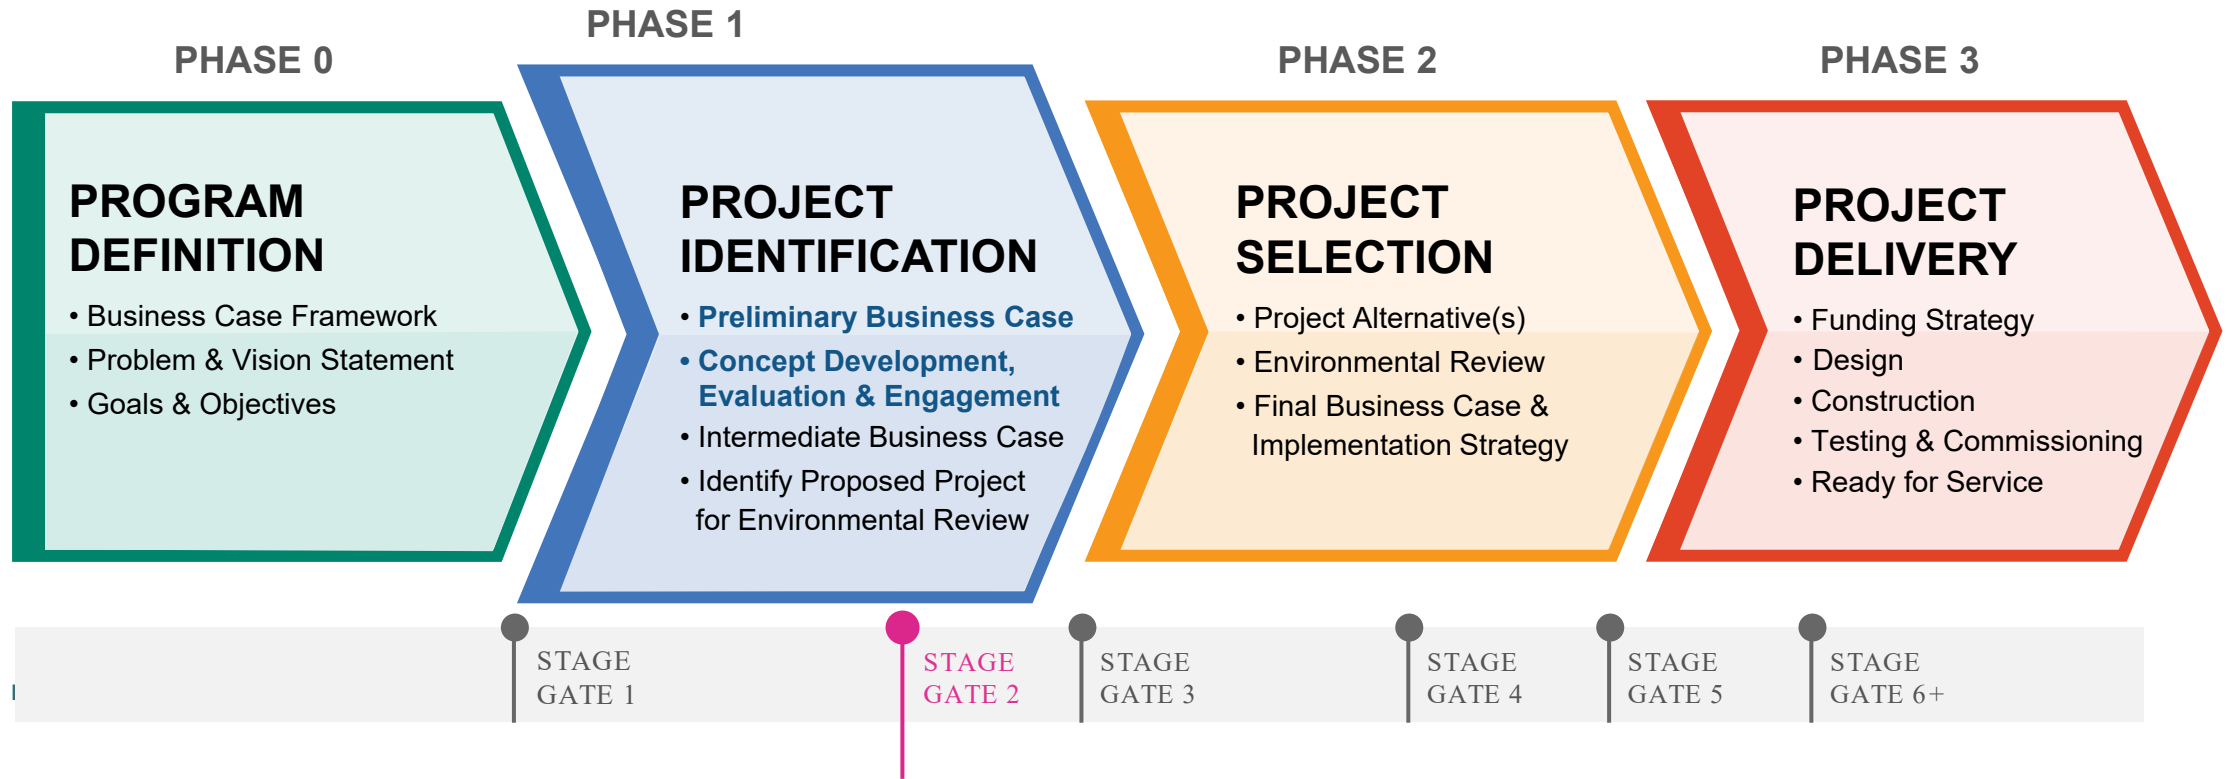 PHASE 0
PROGRAM
DEFINITION
• Business Case Framework
• Problem & Vision Statement
• Goals & Objectives
PHASE 1
PROJECT
IDENTIFICATION
• Preliminary Business Case
• Concept Development,
Evaluation & Engagement
• Intermediate Business Case
• Identify Proposed Project
for Environmental Review
PHASE 2
PROJECT
SELECTION
• Project Alternative(s)
• Environmental Review
• Final Business Case &
Implementation Strategy
PHASE 3
PROJECT
DELIVERY
• Funding Strategy
• Design
• Construction
• Testing & Commissioning
• Ready for Service
STAGE
GATE 1
STAGE
GATE 2
STAGE
GATE 3
STAGE
GATE 4
STAGE
GATE 5
STAGE
GATE 6+